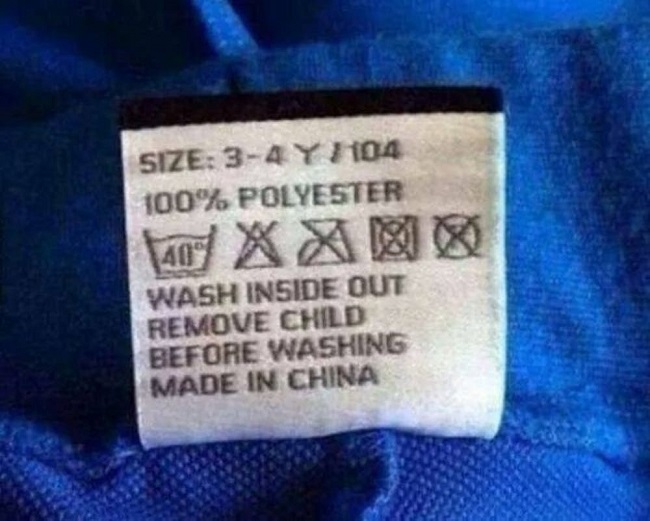 SIZE: 3-4 Y / 104
100% POLYESTER
40°
WASH INSIDE OUT
REMOVE CHILD
BEFORE WASHING
MADE IN CHINA